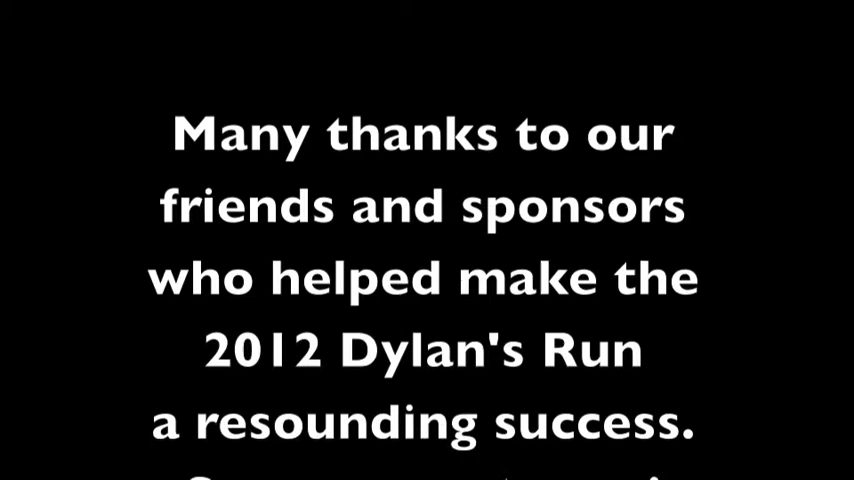 Many thanks to our
friends and sponsors
who helped make the
2012 Dylan's Run
a resounding success.